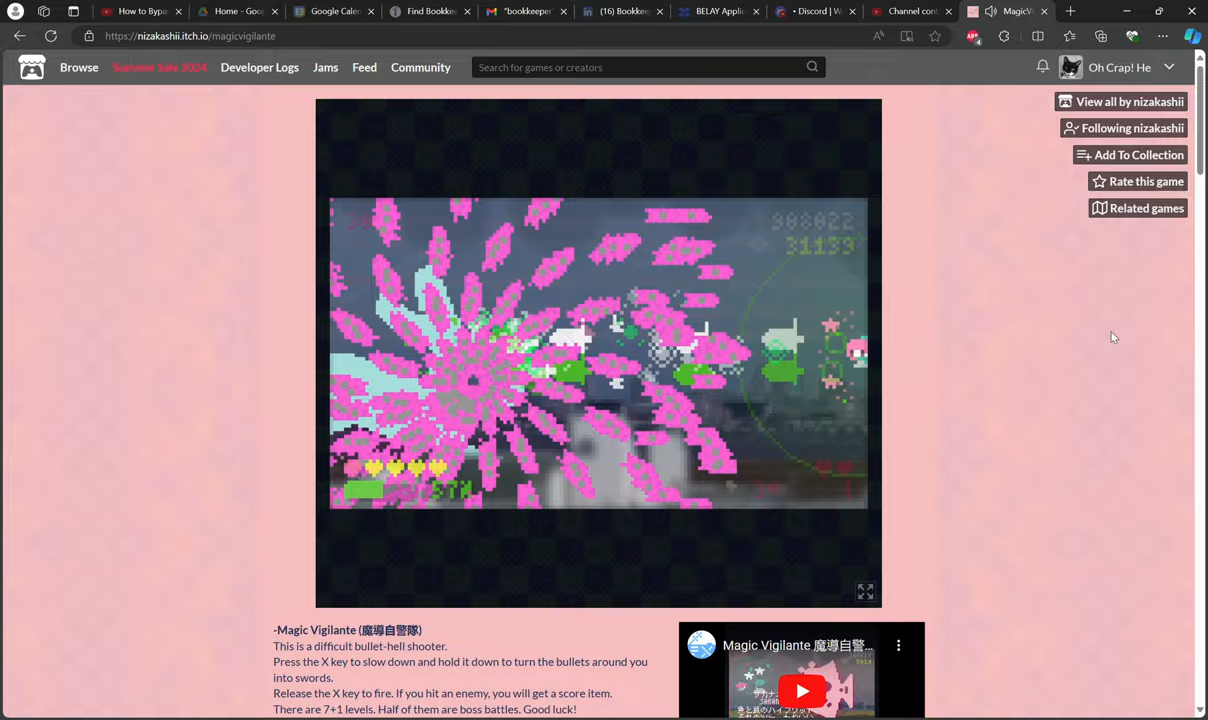 How to Bypas
Home - Goog
Google Calen
Find Bookkee
"bookkeeper"
(16) Bookkee
BELAY Applic
• Discord | W
Channel cont
MagicV
https://nizakashii.itch.io/magicvigilante
4
Browse
Summer Sale 2024
Developer Logs
Jams
Feed
Community
Search for games or creators
Oh Crap! He
View all by nizakashii
Following nizakashii
Add To Collection
Rate this game
Related games
908022
31139
-Magic Vigilante (魔導自警隊)
This is a difficult bullet-hell shooter.
Press the X key to slow down and hold it down to turn the bullets around you
into swords.
Release the X key to fire. If you hit an enemy, you will get a score item.
There are 7+1 levels. Half of them are boss battles. Good luck!
Magic Vigilante 魔導自警...